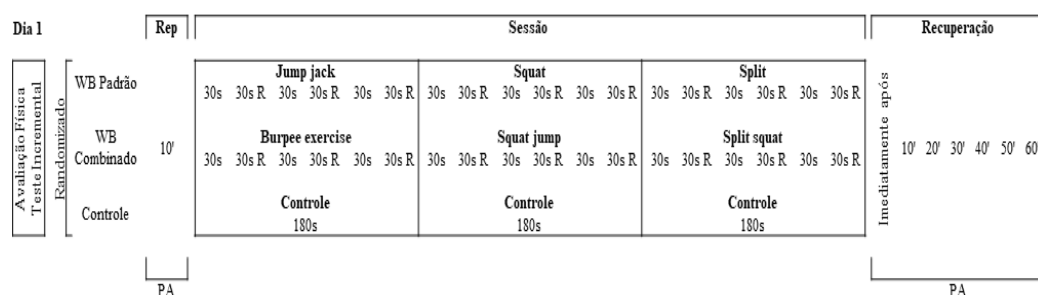 Dia 1 Rep Sessão Recuperação
Avaliação Física
Teste Incremental
Randomizado
WB Padrão
Jump jack Squat Split
30s 30s R 30s 30s R 30s 30s R 30s 30s R 30s 30s R 30s 30s R 30s 30s R 30s 30s R 30s 30s R
WB
Combinado
10'
Burpee exercise Squat jump Split squat
30s 30s R 30s 30s R 30s 30s R 30s 30s R 30s 30s R 30s 30s R 30s 30s R 30s 30s R 30s 30s R
Controle
Controle Controle Controle
180s 180s 180s
Imediatamente após
10' 20' 30' 40' 50' 60'
PA PA